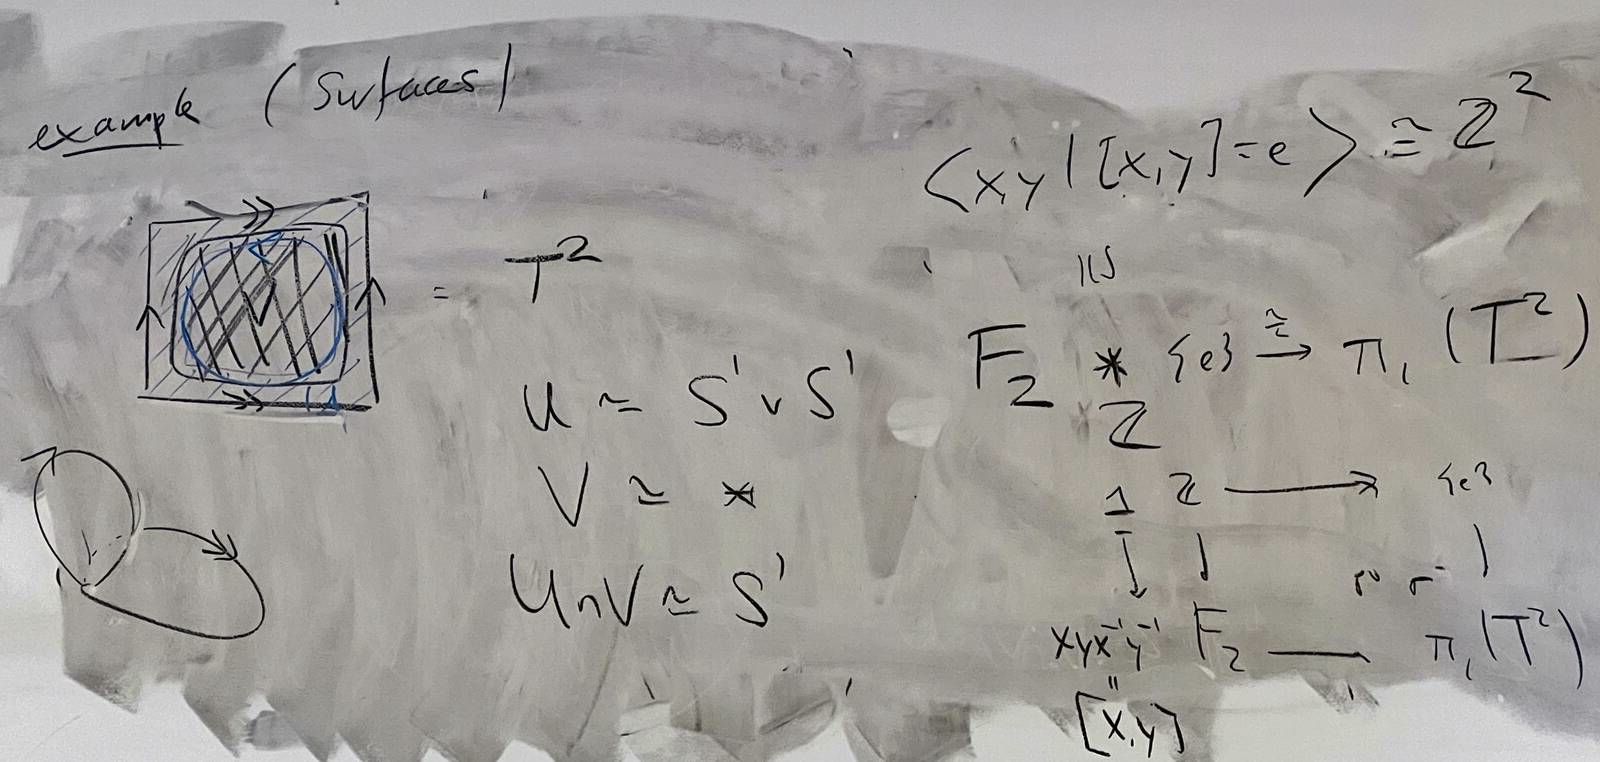 example (Surfaces)
V
U
= T²
U ≃ S¹ ∨ S¹
V ≃ *
U∩V ≃ S¹
⟨x,y | [x,y]=e⟩ ≅ ℤ²
F₂ * {e} ≅→ π₁(T²)
ℤ
1 ℤ → {e}
↓ ↓ ↓
xyx⁻¹y⁻¹ F₂ → π₁(T²)
"
[x,y]